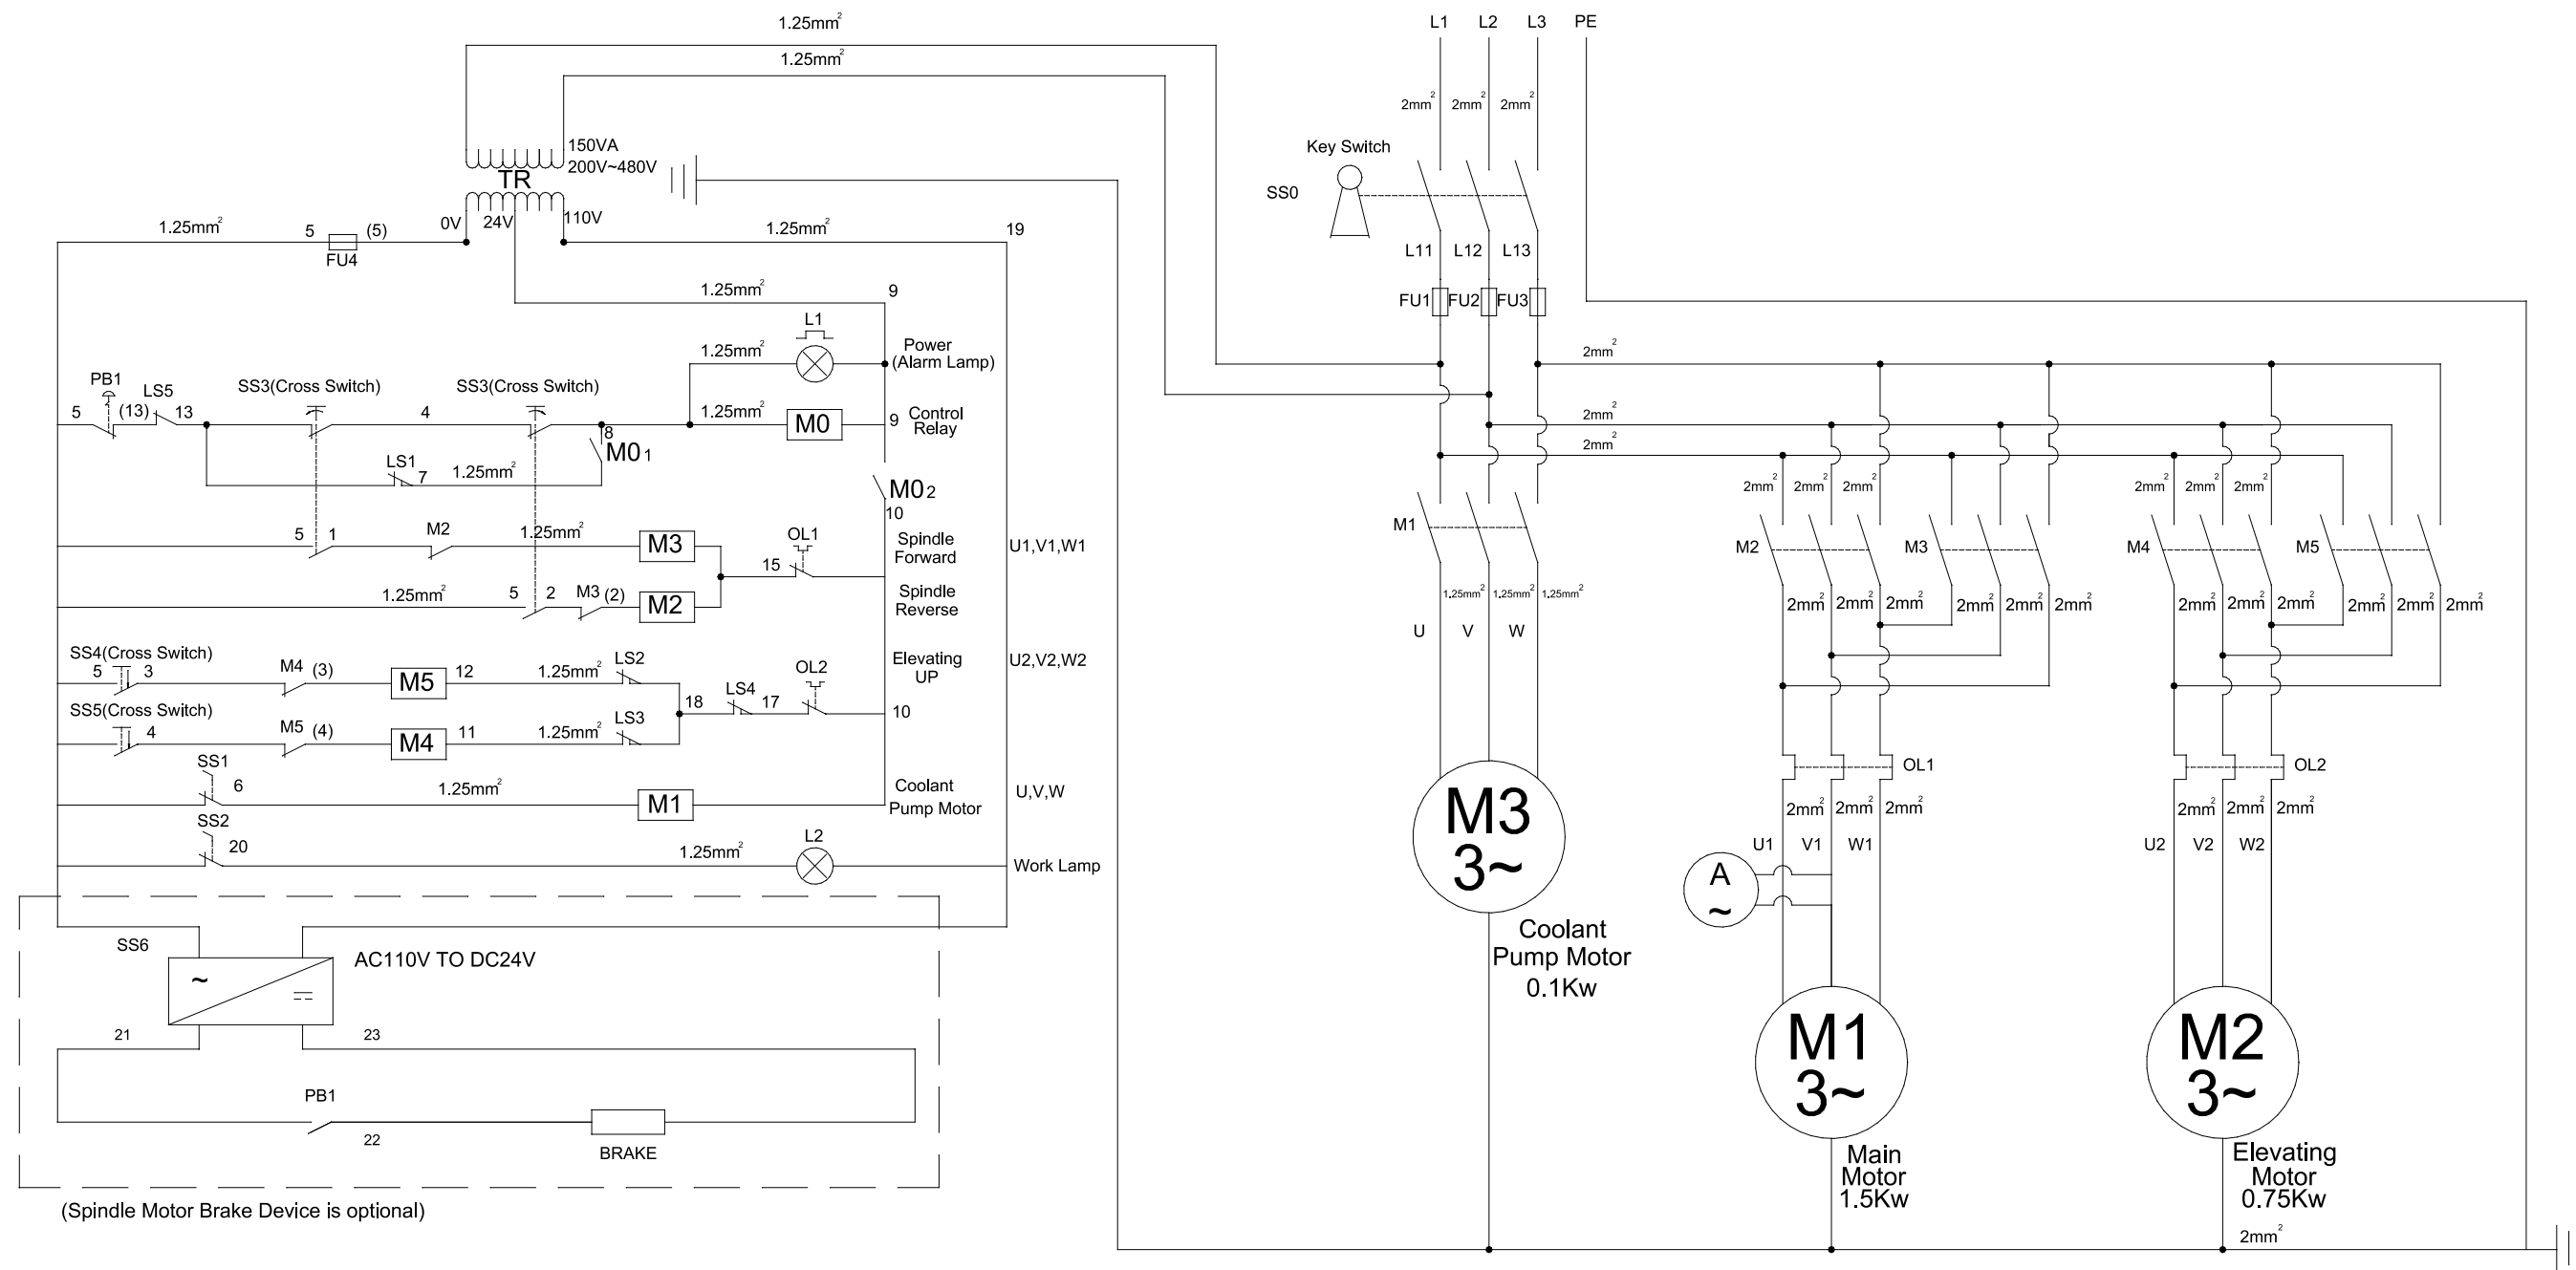 1.25mm²
1.25mm²
L1 L2 L3 PE
2mm² 2mm² 2mm²
Key Switch
SS0
150VA
200V~480V
TR
0V 24V 110V
1.25mm² 5 (5)
FU4
1.25mm² 19
L11 L12 L13
FU1 FU2 FU3
1.25mm² 9
L1
1.25mm²
Power
(Alarm Lamp)
2mm²
PB1 LS5 SS3(Cross Switch) SS3(Cross Switch)
5 (13) 13 4 8 1.25mm² M0 9
Control
Relay
2mm²
2mm²
M01
LS1
7 1.25mm²
M02
10
2mm² 2mm² 2mm² 2mm² 2mm² 2mm²
M1
5 1 M2 1.25mm² M3 OL1
15
Spindle
Forward
U1,V1,W1
M2 M3 M4 M5
1.25mm² 5 2 M3 (2) M2
Spindle
Reverse
1.25mm² 1.25mm² 1.25mm²
2mm² 2mm² 2mm² 2mm² 2mm² 2mm²
2mm² 2mm² 2mm² 2mm² 2mm² 2mm²
U V W
SS4(Cross Switch)
5 3 M4 (3) M5 12 1.25mm² LS2
Elevating
UP
U2,V2,W2
18 LS4 17 OL2 10
SS5(Cross Switch)
4 M5 (4) M4 11 1.25mm² LS3
SS1
6 1.25mm² M1
Coolant
Pump Motor
U,V,W
OL1 OL2
2mm² 2mm² 2mm² 2mm² 2mm² 2mm²
SS2
20 1.25mm² L2
Work Lamp
M3
3~
Coolant
Pump Motor
0.1Kw
U1 V1 W1 U2 V2 W2
A
~
SS6
~
AC110V TO DC24V
21 23
PB1
22
BRAKE
(Spindle Motor Brake Device is optional)
M1
3~
Main
Motor
1.5Kw
M2
3~
Elevating
Motor
0.75Kw
2mm²